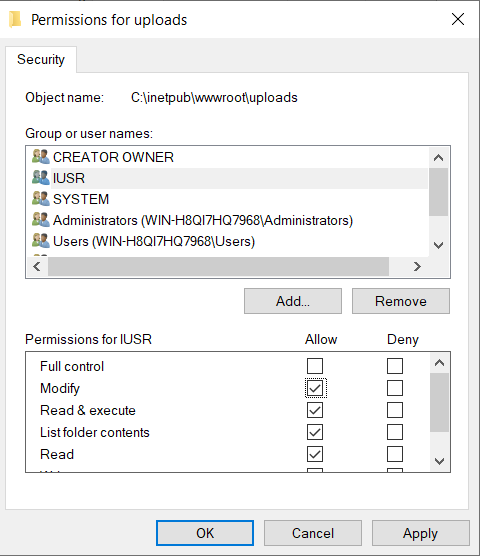 Permissions for uploads
Security
Object name: C:\inetpub\wwwroot\uploads
Group or user names:
CREATOR OWNER
IUSR
SYSTEM
Administrators (WIN-H8QI7HQ7968\Administrators)
Users (WIN-H8QI7HQ7968\Users)
Add... Remove
Permissions for IUSR Allow Deny
Full control
Modify
Read & execute
List folder contents
Read
OK Cancel Apply